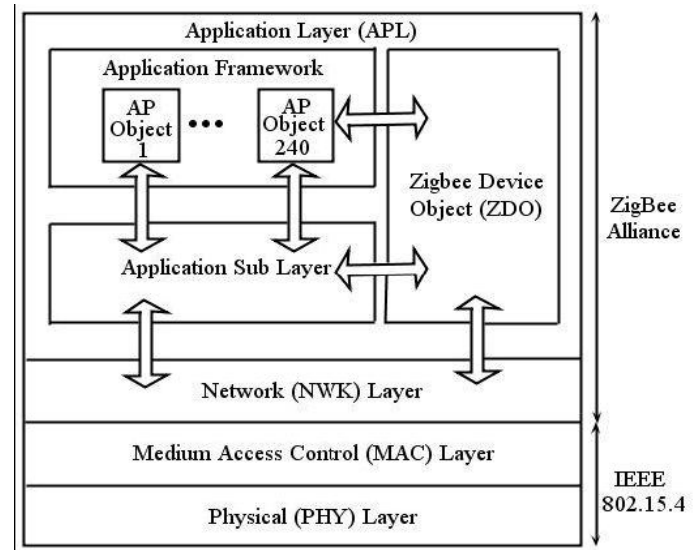 Application Layer (APL)
Application Framework
AP
Object
1
AP
Object
240
Zigbee Device
Object (ZDO)
ZigBee
Alliance
Application Sub Layer
Network (NWK) Layer
Medium Access Control (MAC) Layer
IEEE
802.15.4
Physical (PHY) Layer